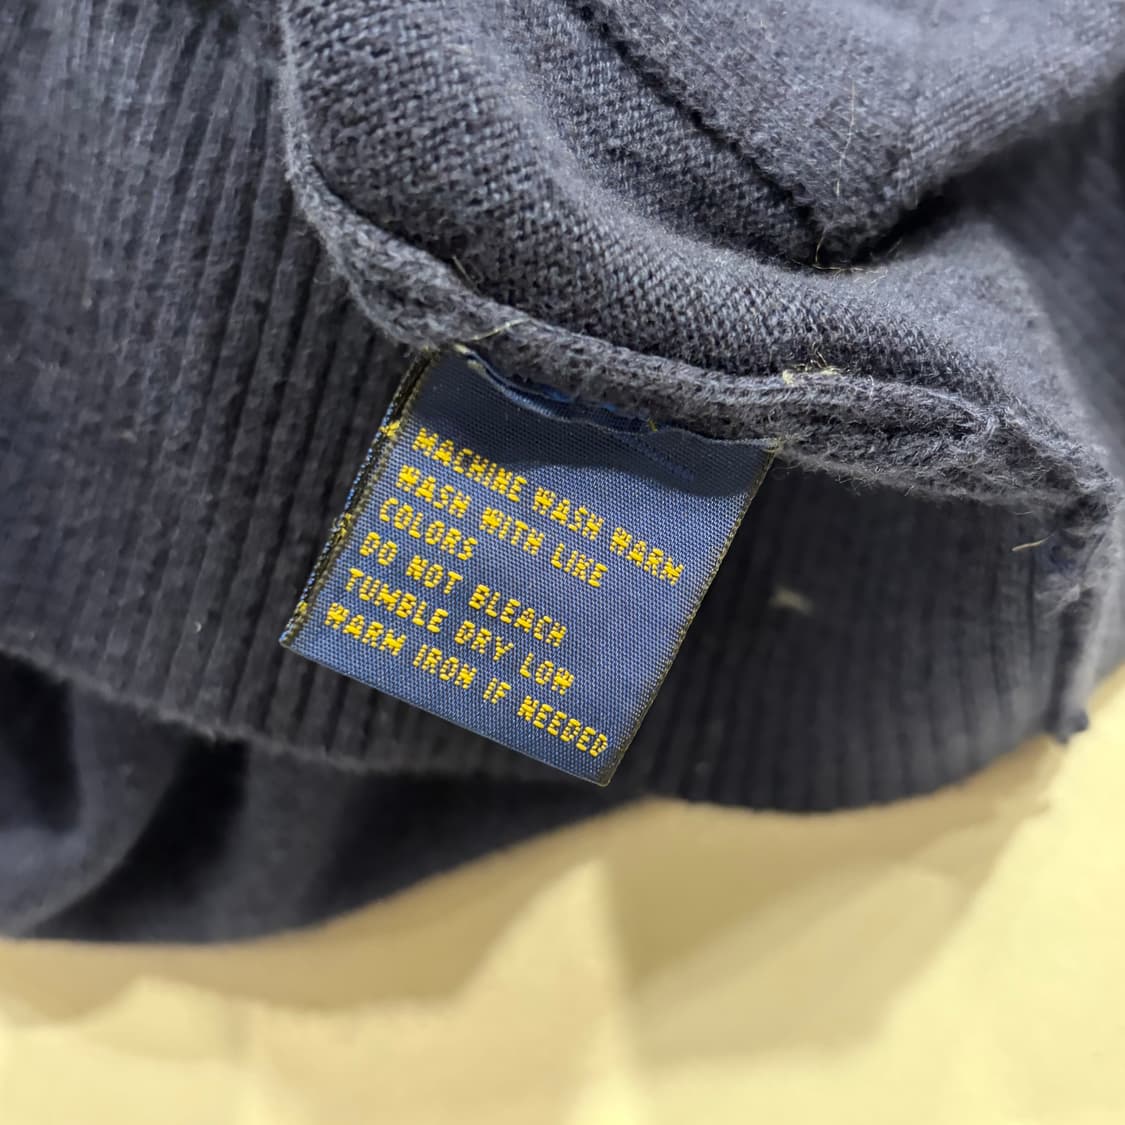 MACHINE WASH WARM
WASH WITH LIKE
COLORS
DO NOT BLEACH
TUMBLE DRY LOW
WARM IRON IF NEEDED